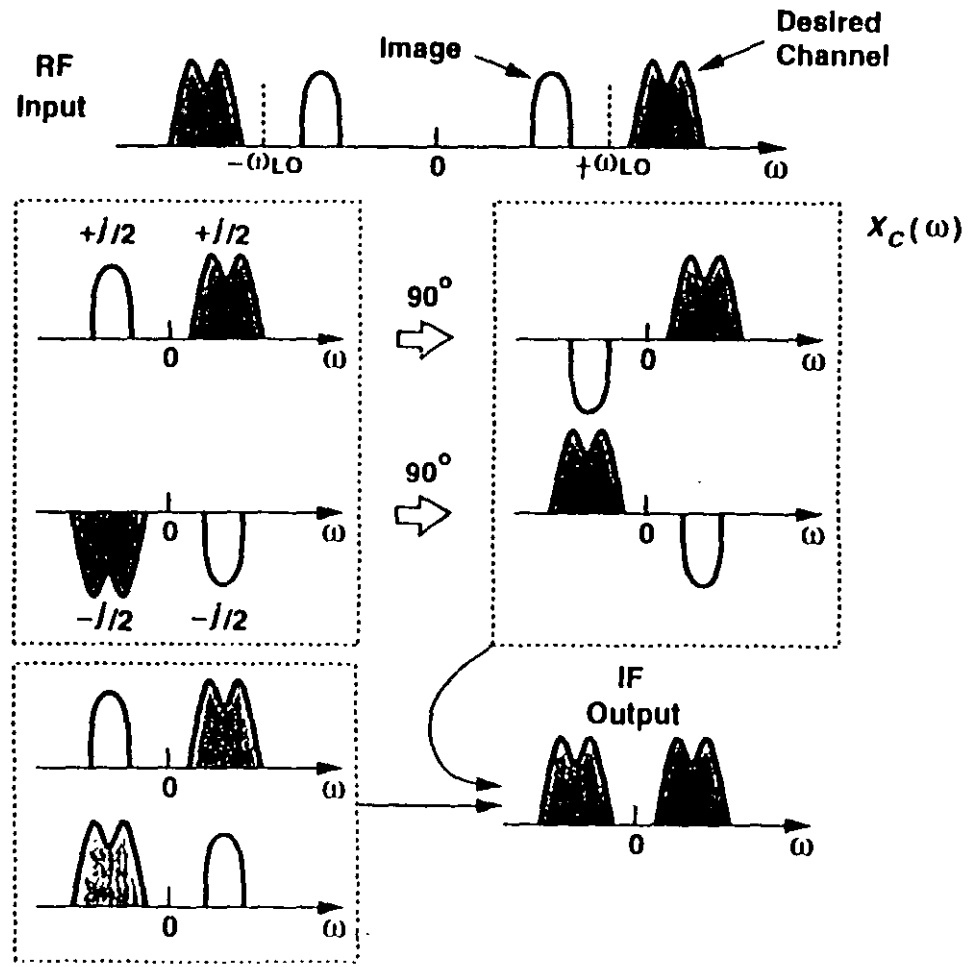 RF
Input
Image
Desired
Channel
−ωLO
0
+ωLO
ω
+j/2
+j/2
0
ω
90°
0
ω
Xc(ω)
0
ω
−j/2
−j/2
90°
0
ω
0
ω
0
ω
IF
Output
0
ω